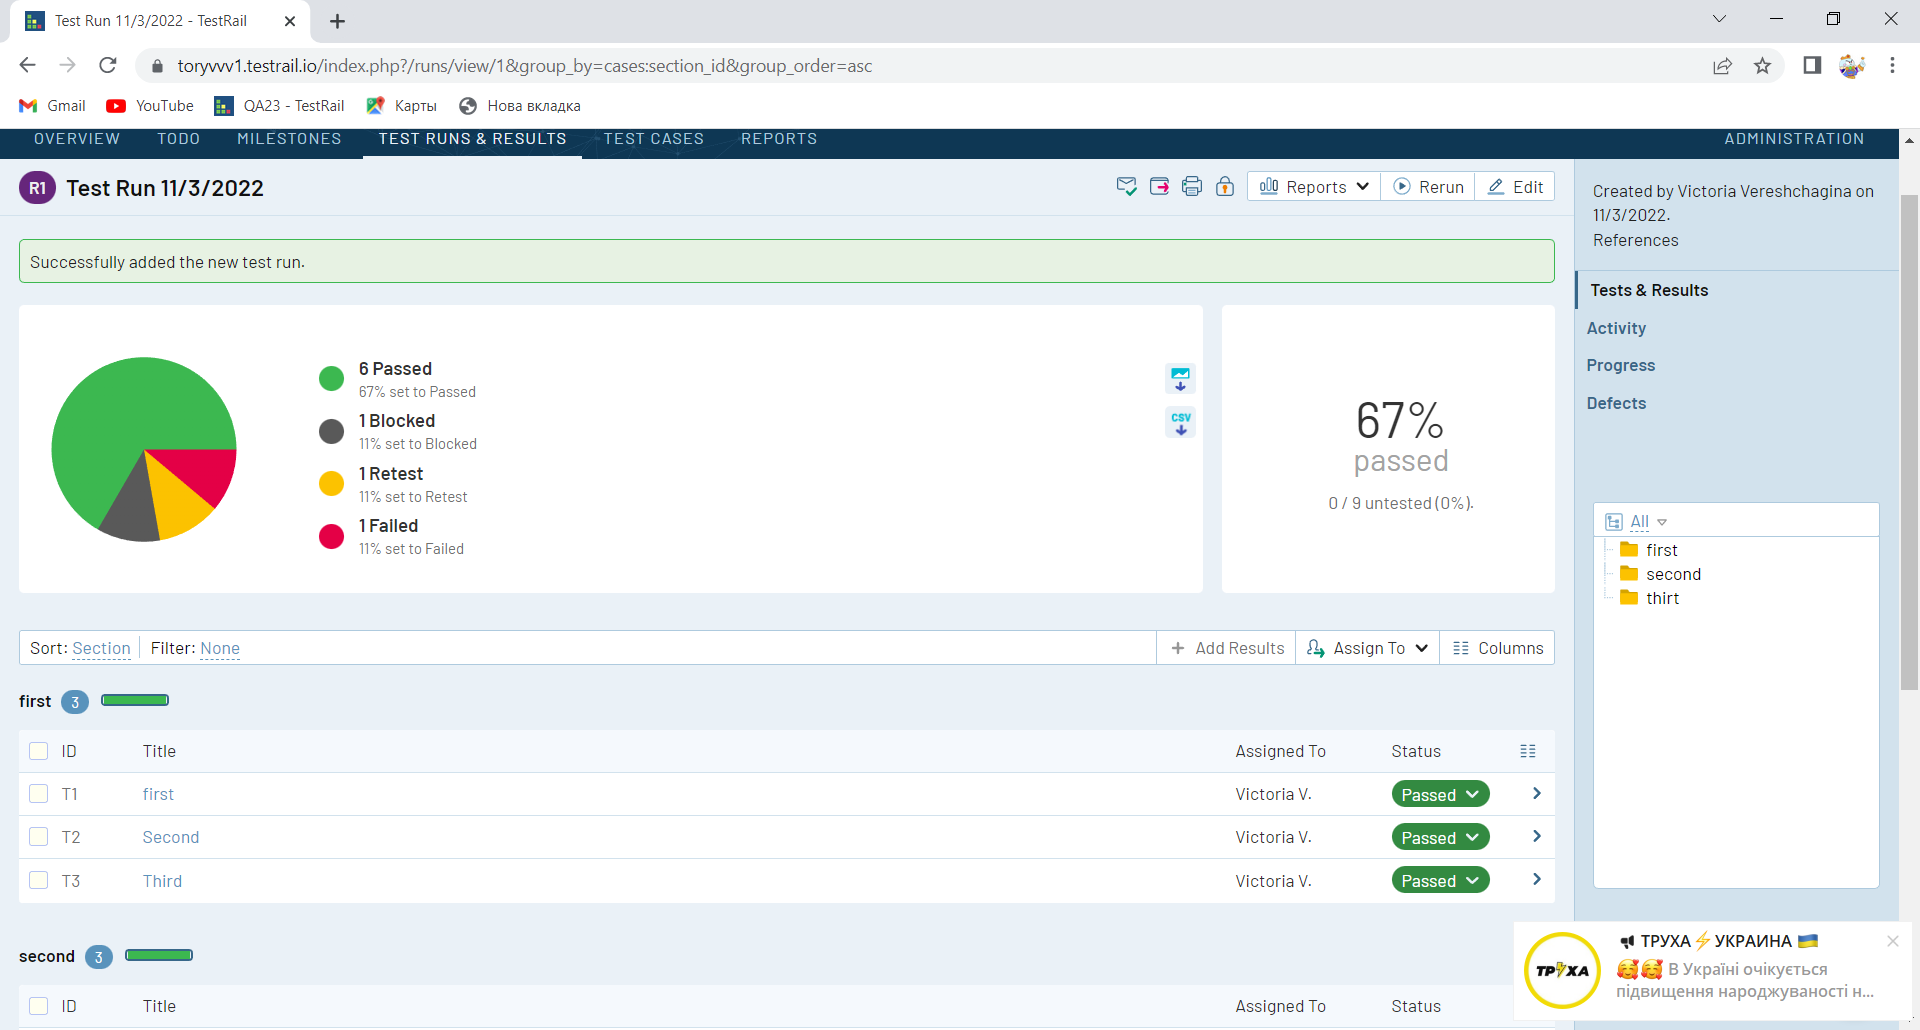 Test Run 11/3/2022 - TestRail
toryvvv1.testrail.io/index.php?/runs/view/1&group_by=cases:section_id&group_order=asc
Gmail YouTube QA23 - TestRail Карты Нова вкладка
OVERVIEW TODO MILESTONES TEST RUNS & RESULTS TEST CASES REPORTS ADMINISTRATION
R1 Test Run 11/3/2022 Reports Rerun Edit
Created by Victoria Vereshchagina on
11/3/2022.
References
Successfully added the new test run.
Tests & Results
Activity
Progress
Defects
6 Passed
67% set to Passed
1 Blocked
11% set to Blocked
1 Retest
11% set to Retest
1 Failed
11% set to Failed
CSV
67%
passed
0 / 9 untested (0%).
All
first
second
thirt
Sort: Section Filter: None + Add Results Assign To Columns
first 3
ID Title Assigned To Status
T1 first Victoria V. Passed
T2 Second Victoria V. Passed
T3 Third Victoria V. Passed
second 3
ID Title Assigned To Status
ТРУХА
ТРУХА⚡УКРАИНА 🇺🇦
🥰🥰 В Україні очікується
підвищення народжуваності н...